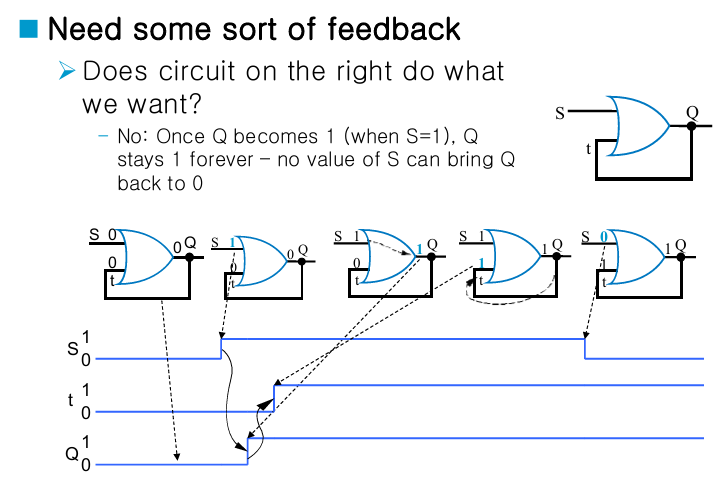 Need some sort of feedback
Does circuit on the right do what
we want?
No: Once Q becomes 1 (when S=1), Q
stays 1 forever – no value of S can bring Q
back to 0
S Q
t
S 0 0 Q
0
t
S 1 0 Q
0
t
S 1 1 Q
0
t
S 1 1 Q
1
t
S 0 1 Q
1
t
S 1
0
t 1
0
Q 1
0